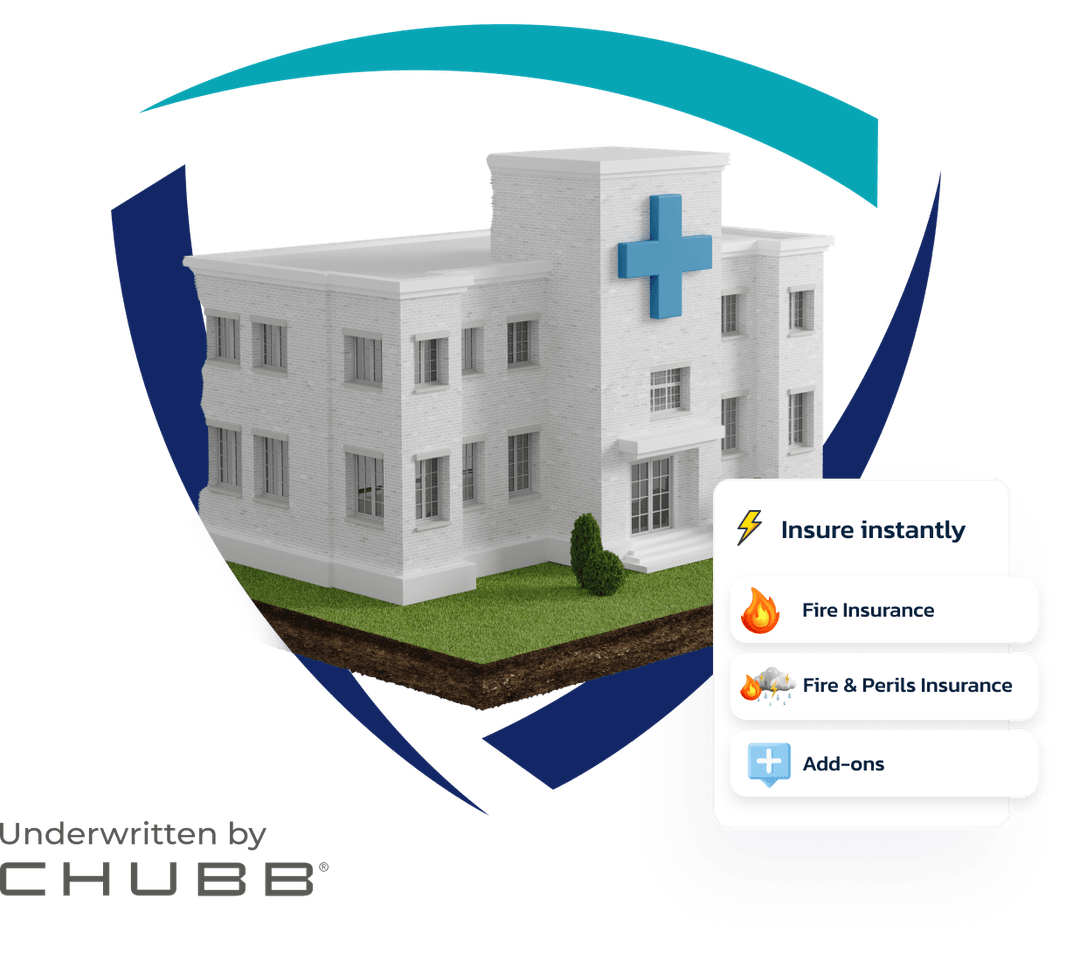 Insure instantly
Fire Insurance
Fire & Perils Insurance
Add-ons
Underwritten by
CHUBB®